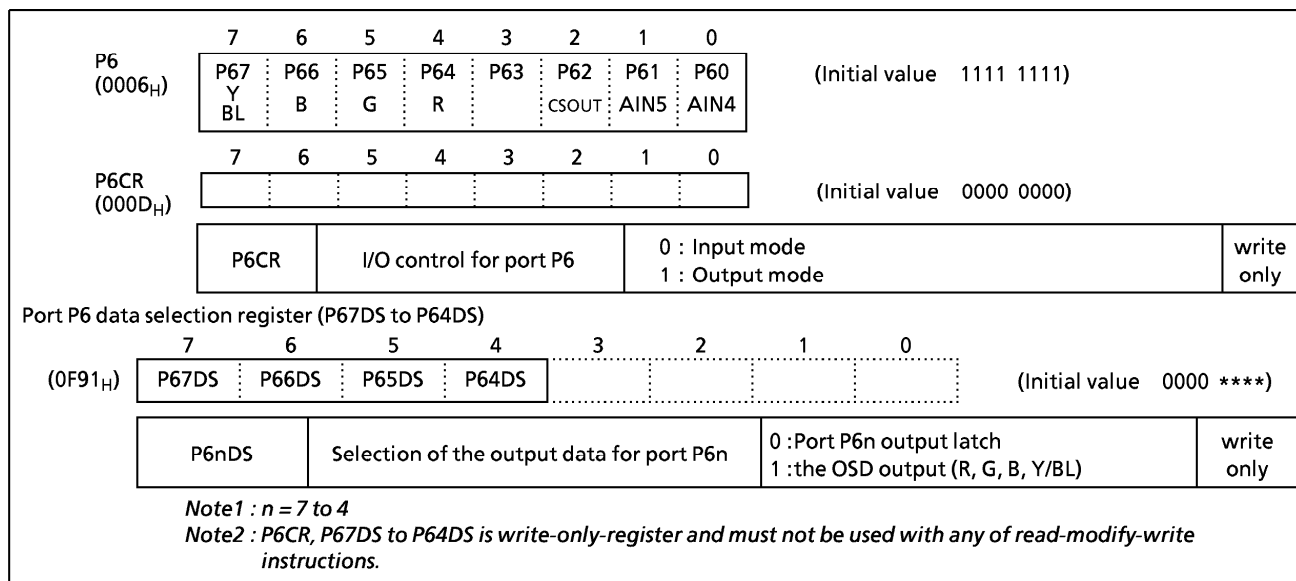 7 6 5 4 3 2 1 0
P6 (0006H) P67 Y BL P66 B P65 G P64 R P63 P62 CSOUT P61 AIN5 P60 AIN4 (Initial value 1111 1111)
7 6 5 4 3 2 1 0
P6CR (000DH) (Initial value 0000 0000)
P6CR I/O control for port P6 0 : Input mode 1 : Output mode write only
Port P6 data selection register (P67DS to P64DS)
7 6 5 4 3 2 1 0
(0F91H) P67DS P66DS P65DS P64DS (Initial value 0000 ****)
P6nDS Selection of the output data for port P6n 0 :Port P6n output latch 1 :the OSD output (R, G, B, Y/BL) write only
Note1 : n = 7 to 4
Note2 : P6CR, P67DS to P64DS is write-only-register and must not be used with any of read-modify-write
instructions.